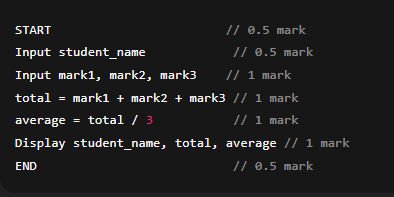 START // 0.5 mark
Input student_name // 0.5 mark
Input mark1, mark2, mark3 // 1 mark
total = mark1 + mark2 + mark3 // 1 mark
average = total / 3 // 1 mark
Display student_name, total, average // 1 mark
END // 0.5 mark